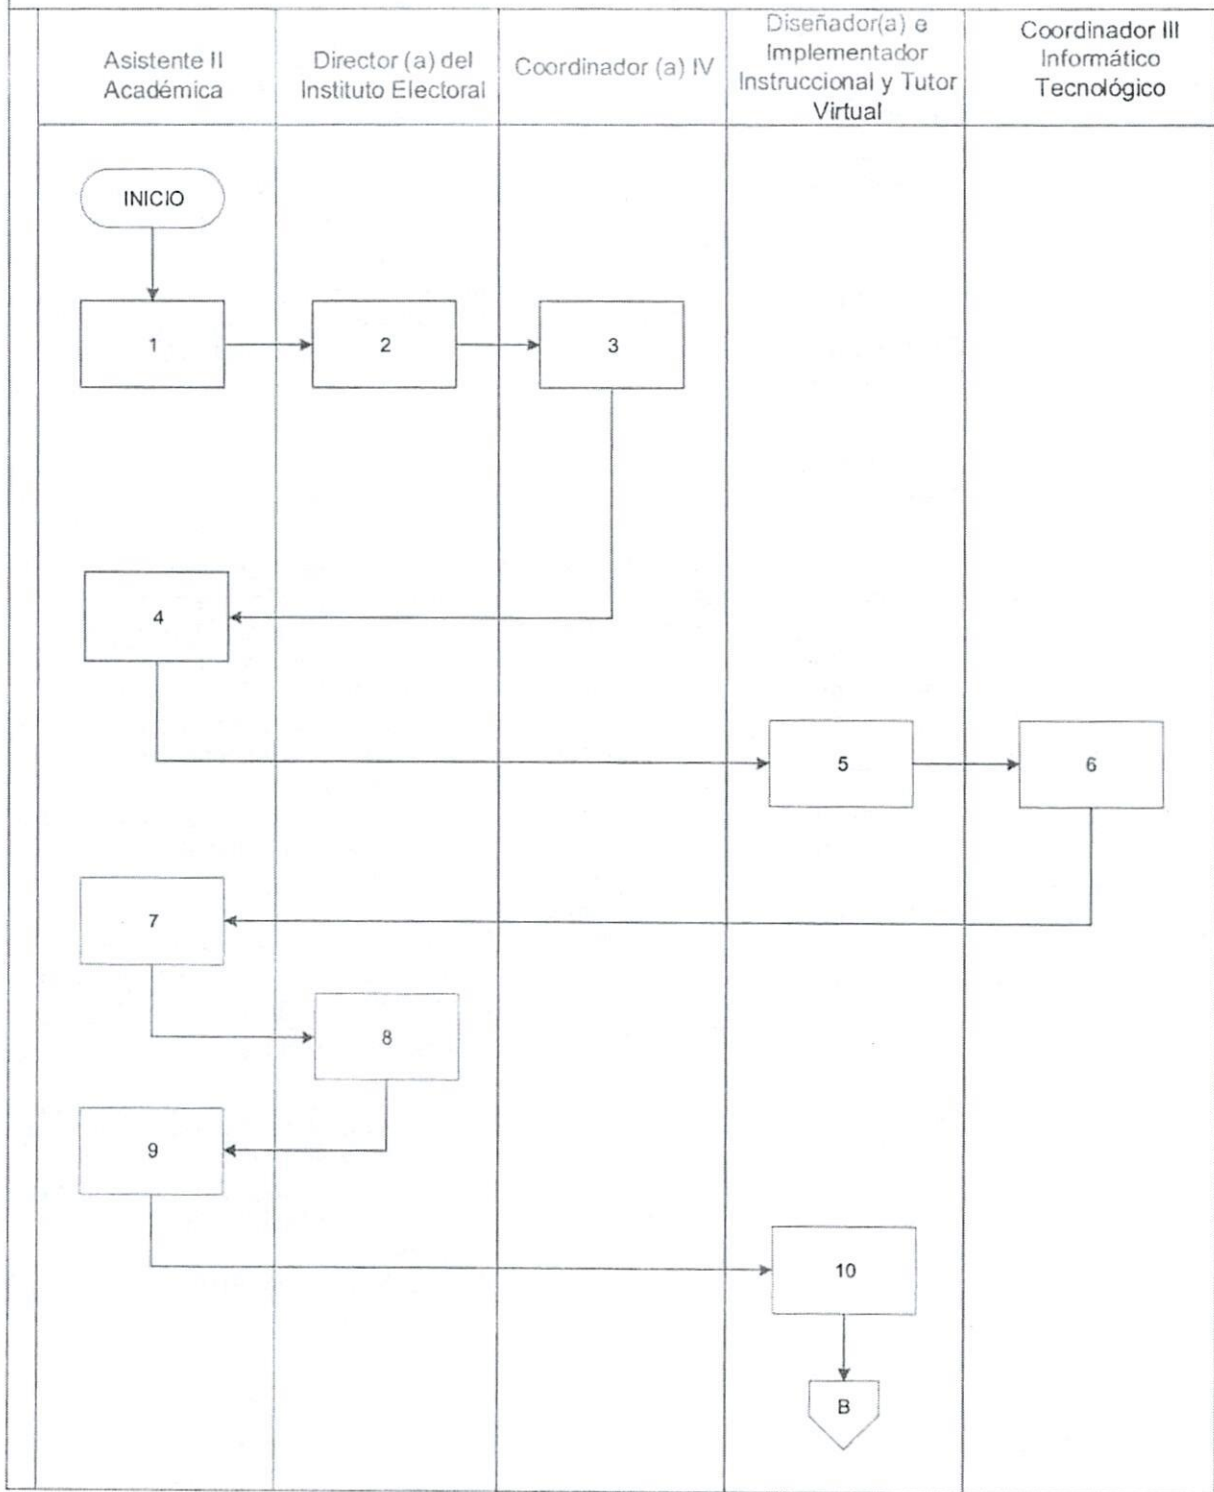 Asistente II
Académica
Director (a) del
Instituto Electoral
Coordinador (a) IV
Diseñador(a) e
Implementador
Instruccional y Tutor
Virtual
Coordinador III
Informático
Tecnológico
INICIO
1
2
3
4
5
6
7
8
9
10
B